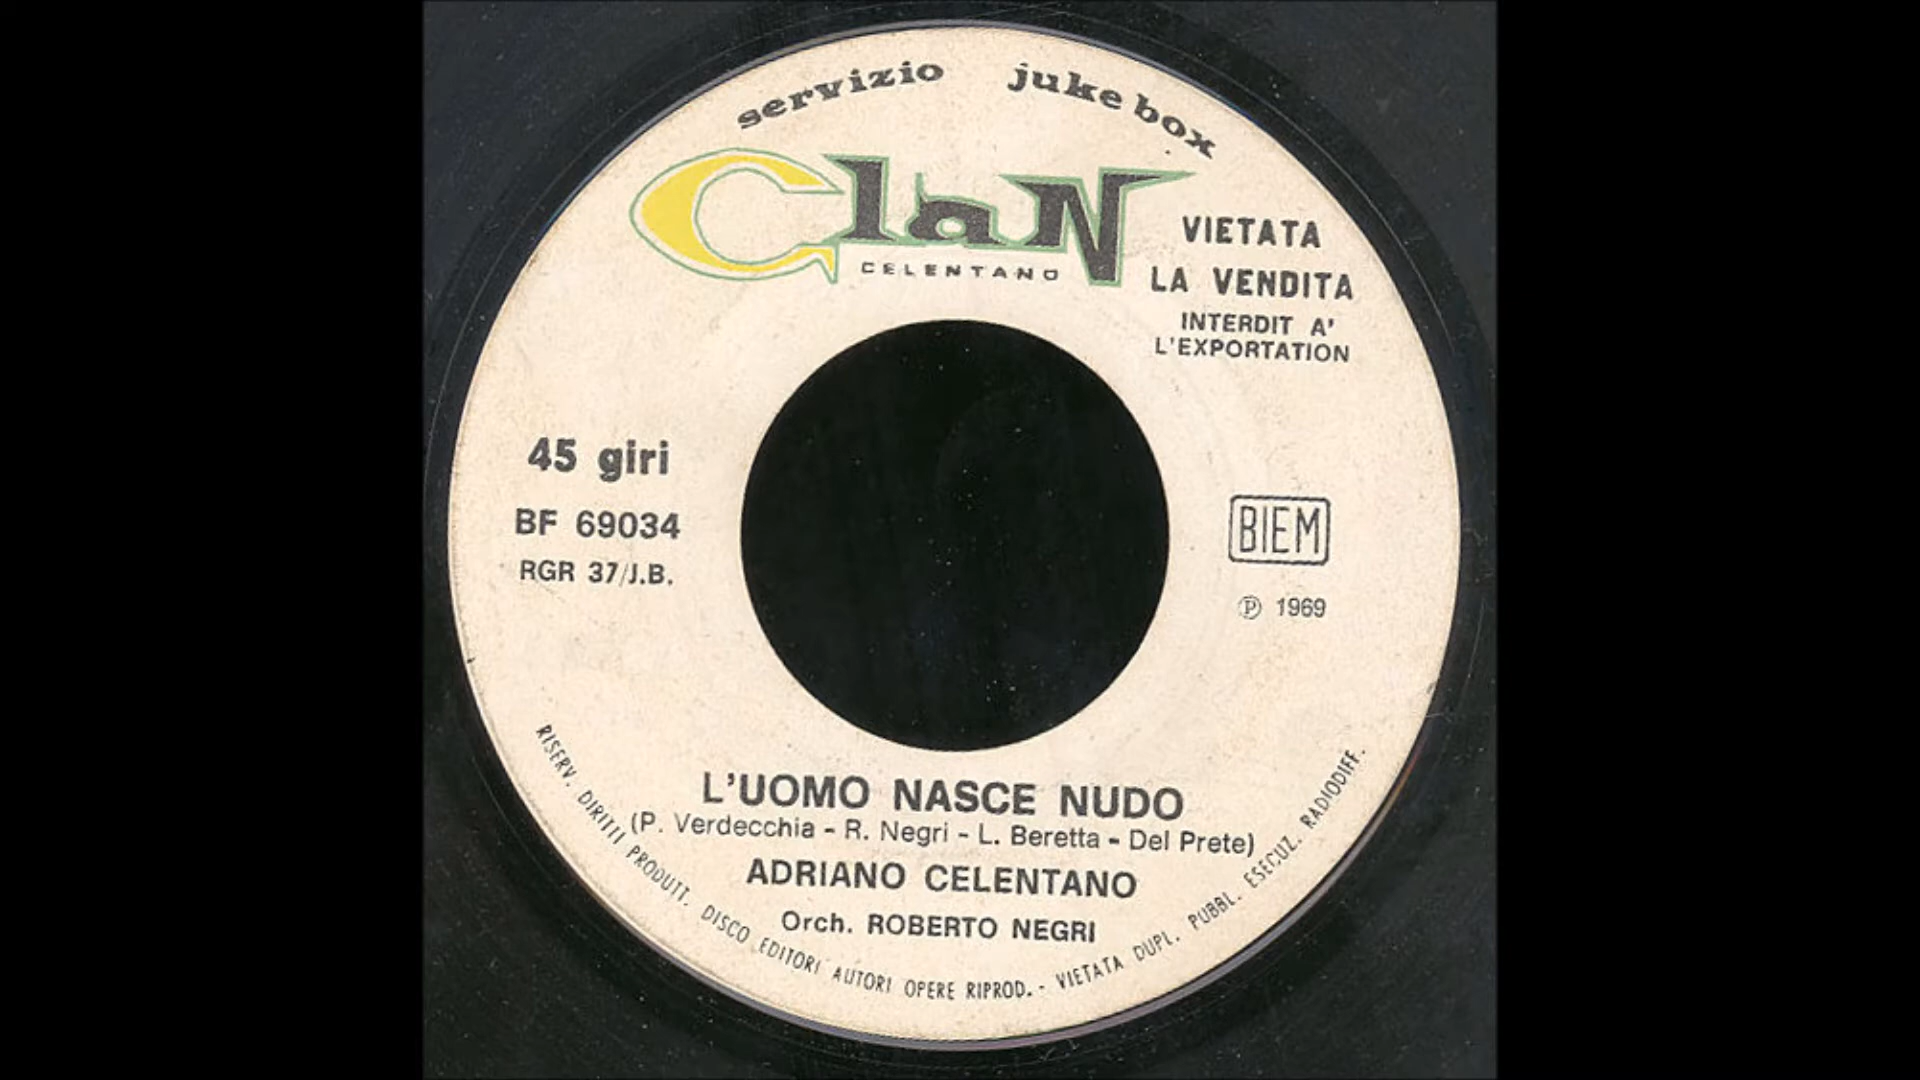 servizio juke box
Clan
CELENTANO
VIETATA
LA VENDITA
INTERDIT A'
L'EXPORTATION
45 giri
BF 69034
RGR 37/J.B.
BIEM
℗ 1969
L'UOMO NASCE NUDO
(P. Verdecchia - R. Negri - L. Beretta - Del Prete)
ADRIANO CELENTANO
Orch. ROBERTO NEGRI
RISERV. DIRITTI PRODUTT. DISCO EDITORI AUTORI OPERE RIPROD. - VIETATA DUPL. PUBBL. ESECUZ. RADIODIFF.